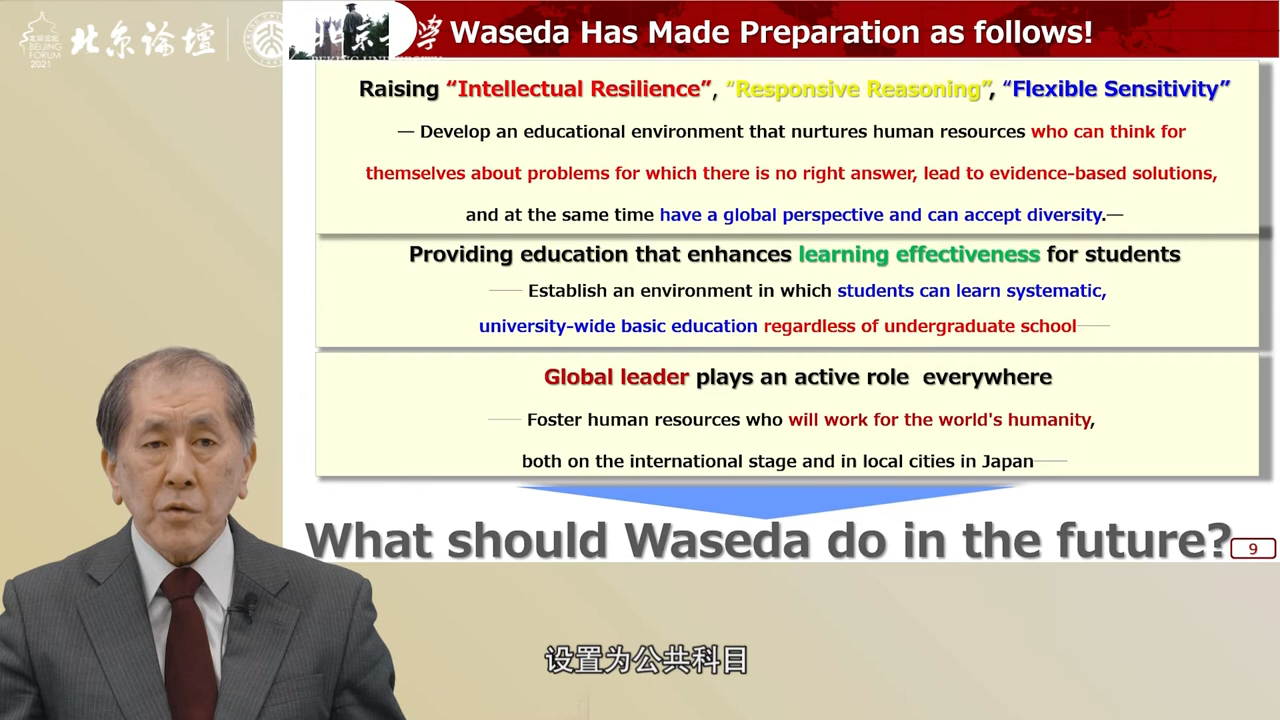 北京论坛
BEIJING
FORUM
2021
Waseda Has Made Preparation as follows!
Raising “Intellectual Resilience”, “Responsive Reasoning”, “Flexible Sensitivity”
— Develop an educational environment that nurtures human resources who can think for
themselves about problems for which there is no right answer, lead to evidence-based solutions,
and at the same time have a global perspective and can accept diversity.—
Providing education that enhances learning effectiveness for students
—— Establish an environment in which students can learn systematic,
university-wide basic education regardless of undergraduate school——
Global leader plays an active role everywhere
—— Foster human resources who will work for the world's humanity,
both on the international stage and in local cities in Japan——
What should Waseda do in the future?
9
设置为公共科目